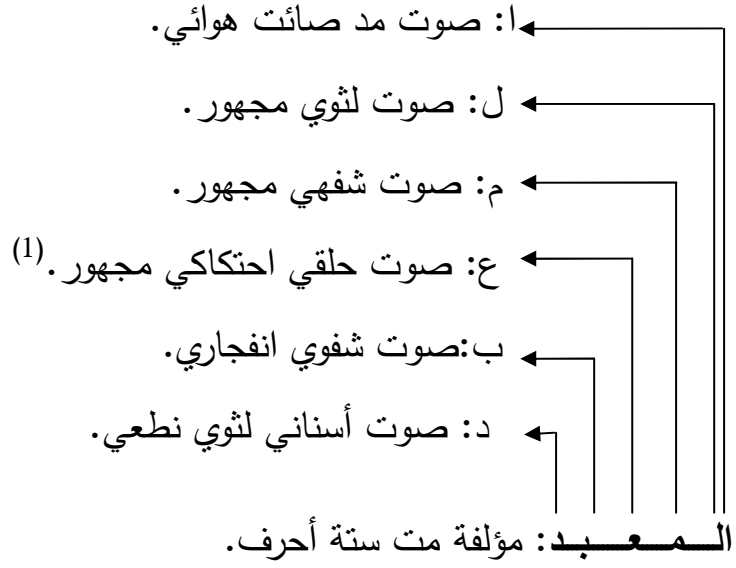 ا: صوت مد صائت هوائي.
ل: صوت لثوي مجهور.
م: صوت شفهي مجهور.
ع: صوت حلقي احتكاكي مجهور.(1)
ب:صوت شفوي انفجاري.
د: صوت أسناني لثوي نطعي.
الـــمـــعـــبــد: مؤلفة مت ستة أحرف.